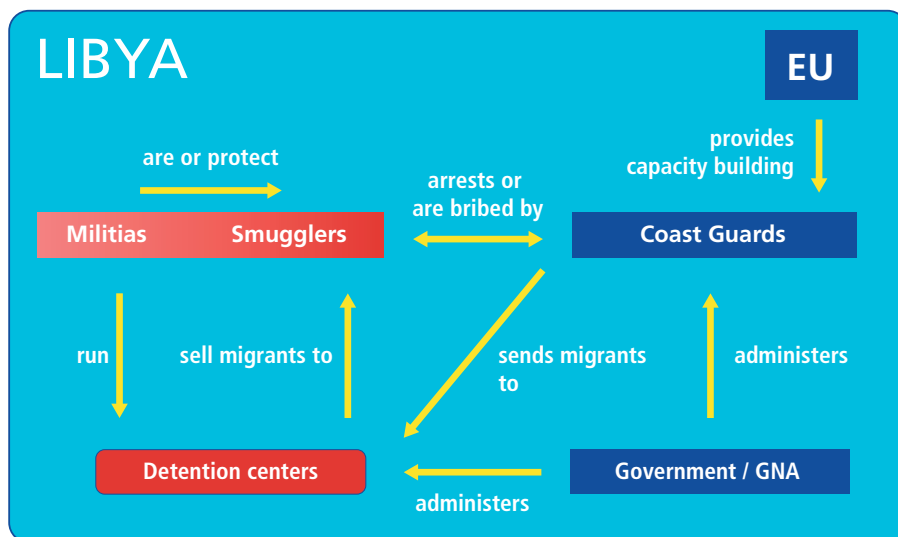 LIBYA
EU
provides
capacity building
are or protect
arrests or
are bribed by
Militias
Smugglers
Coast Guards
run
sell migrants to
sends migrants
to
administers
Detention centers
Government / GNA
administers